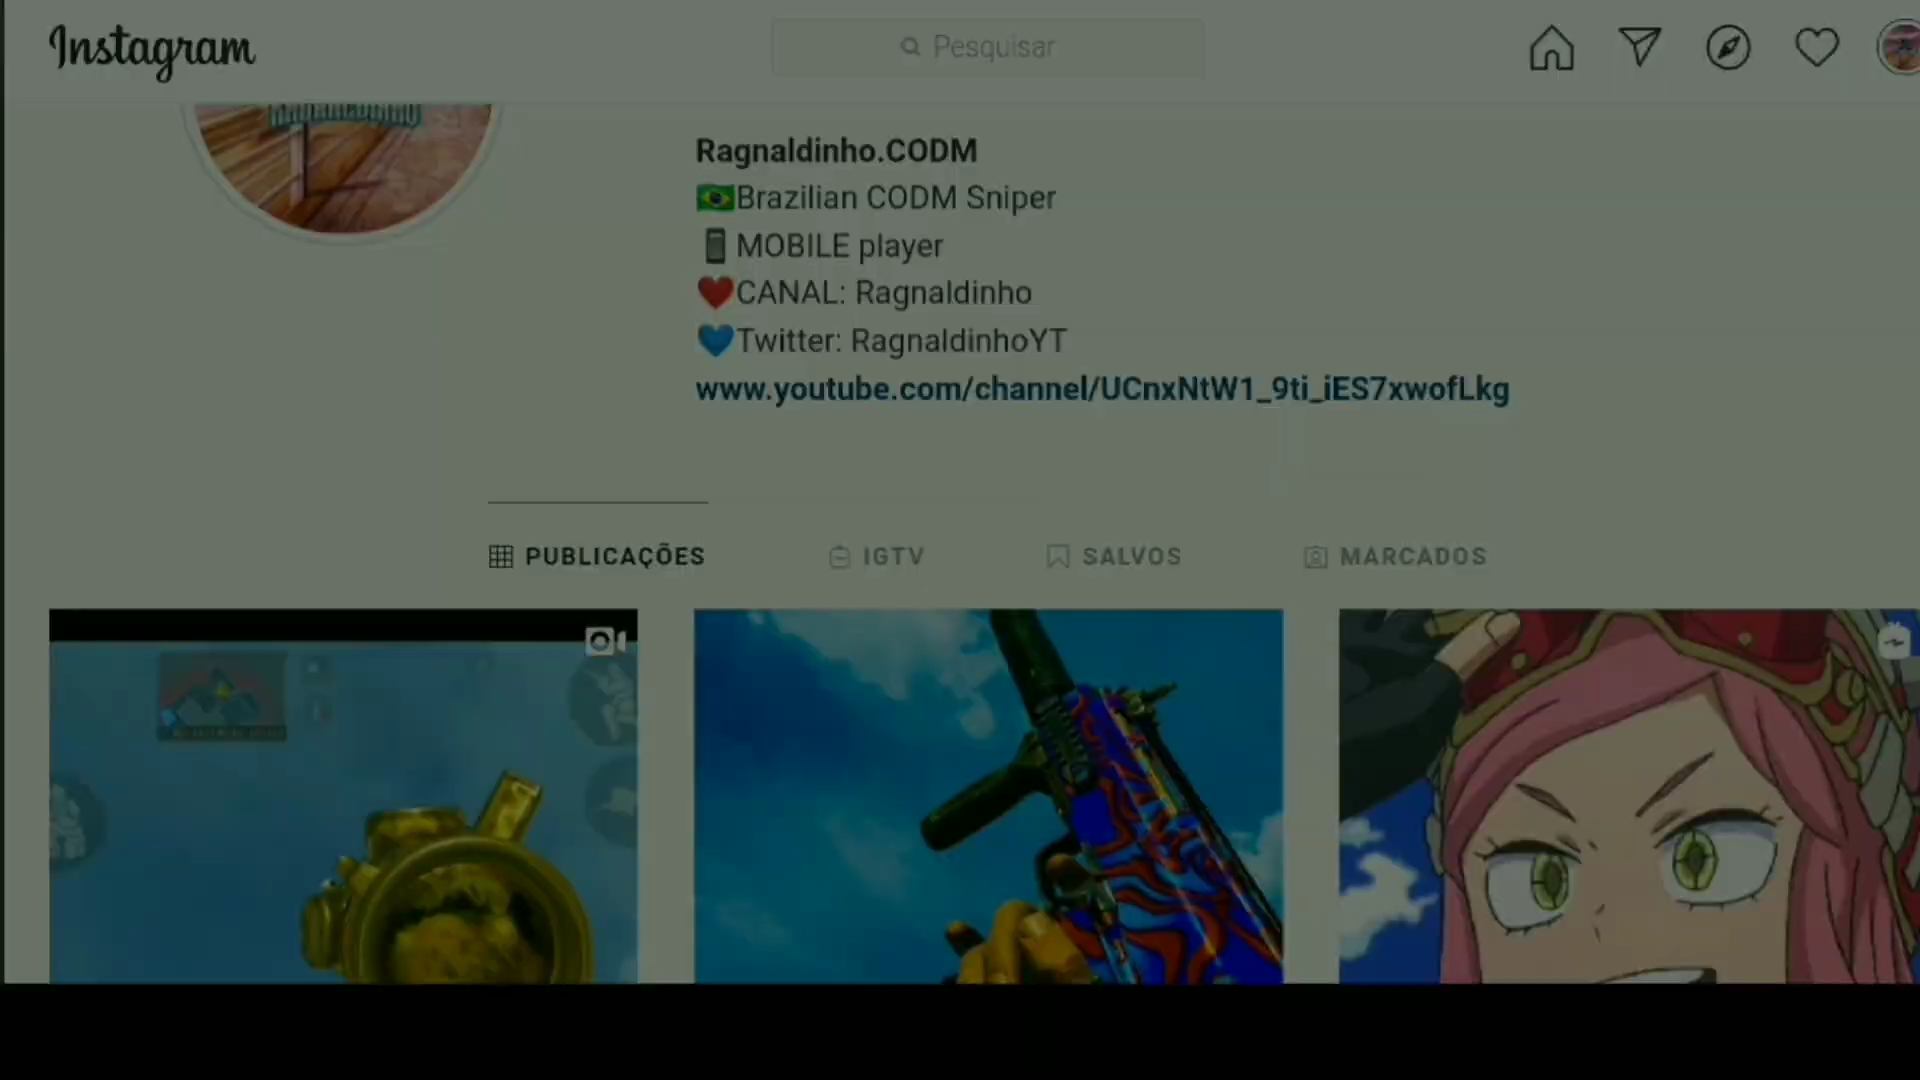 Instagram
Pesquisar
Ragnaldinho.CODM
🇧🇷Brazilian CODM Sniper
📱MOBILE player
❤️CANAL: Ragnaldinho
💙Twitter: RagnaldinhoYT
www.youtube.com/channel/UCnxNtW1_9ti_iES7xwofLkg
PUBLICAÇÕES
IGTV
SALVOS
MARCADOS